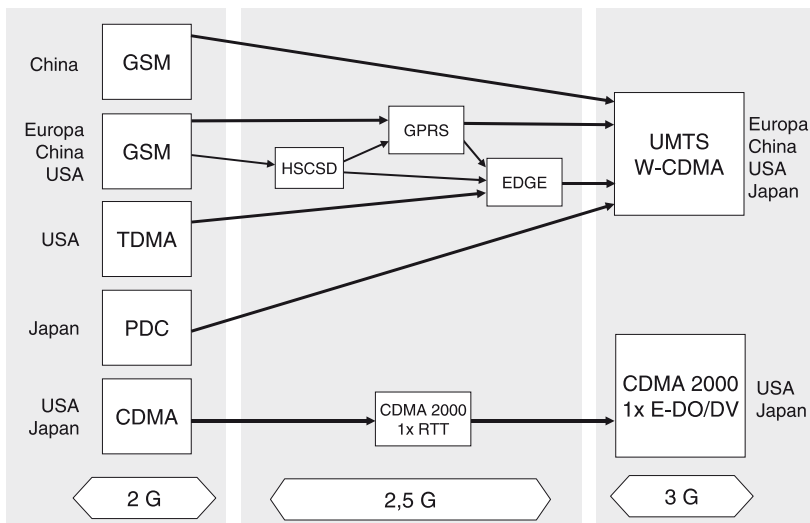 China
GSM
Europa
China
USA
GSM
HSCSD
GPRS
EDGE
UMTS
W-CDMA
Europa
China
USA
Japan
USA
TDMA
Japan
PDC
USA
Japan
CDMA
CDMA 2000
1x RTT
CDMA 2000
1x E-DO/DV
USA
Japan
2 G
2,5 G
3 G